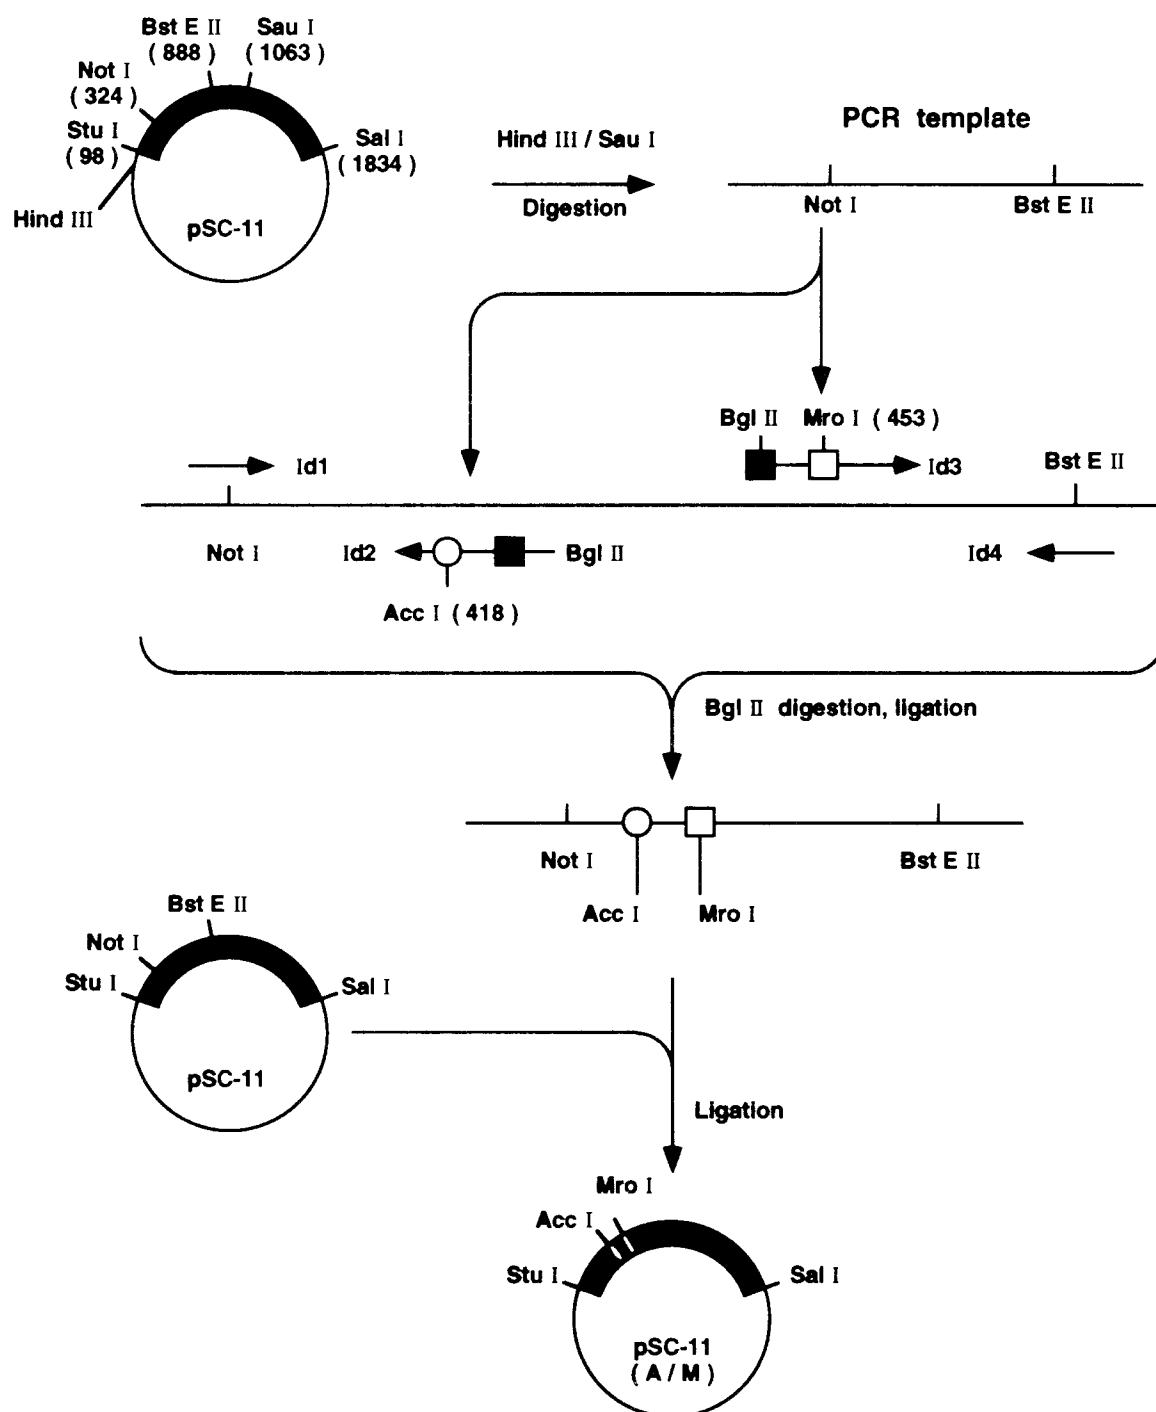 Bst E II
( 888 )
Sau I
( 1063 )
Not I
( 324 )
Stu I
( 98 )
Sal I
( 1834 )
Hind III
pSC-11
Hind III / Sau I
Digestion
PCR template
Not I
Bst E II
Bgl II
Mro I ( 453 )
Id1
Id3
Bst E II
Not I
Id2
Bgl II
Id4
Acc I ( 418 )
Bgl II digestion, ligation
Not I
Bst E II
Acc I
Mro I
Bst E II
Not I
Stu I
Sal I
pSC-11
Ligation
Mro I
Acc I
Stu I
Sal I
pSC-11
( A / M )